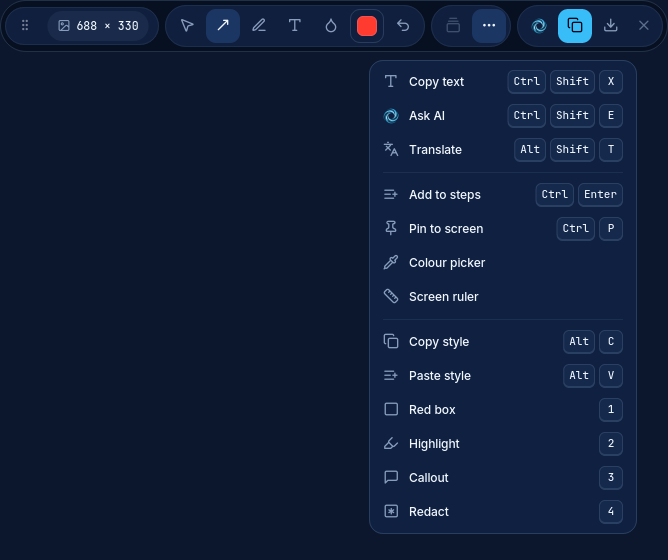 688 × 330
T
Copy text Ctrl Shift X
Ask AI Ctrl Shift E
Translate Alt Shift T
Add to steps Ctrl Enter
Pin to screen Ctrl P
Colour picker
Screen ruler
Copy style Alt C
Paste style Alt V
Red box 1
Highlight 2
Callout 3
Redact 4